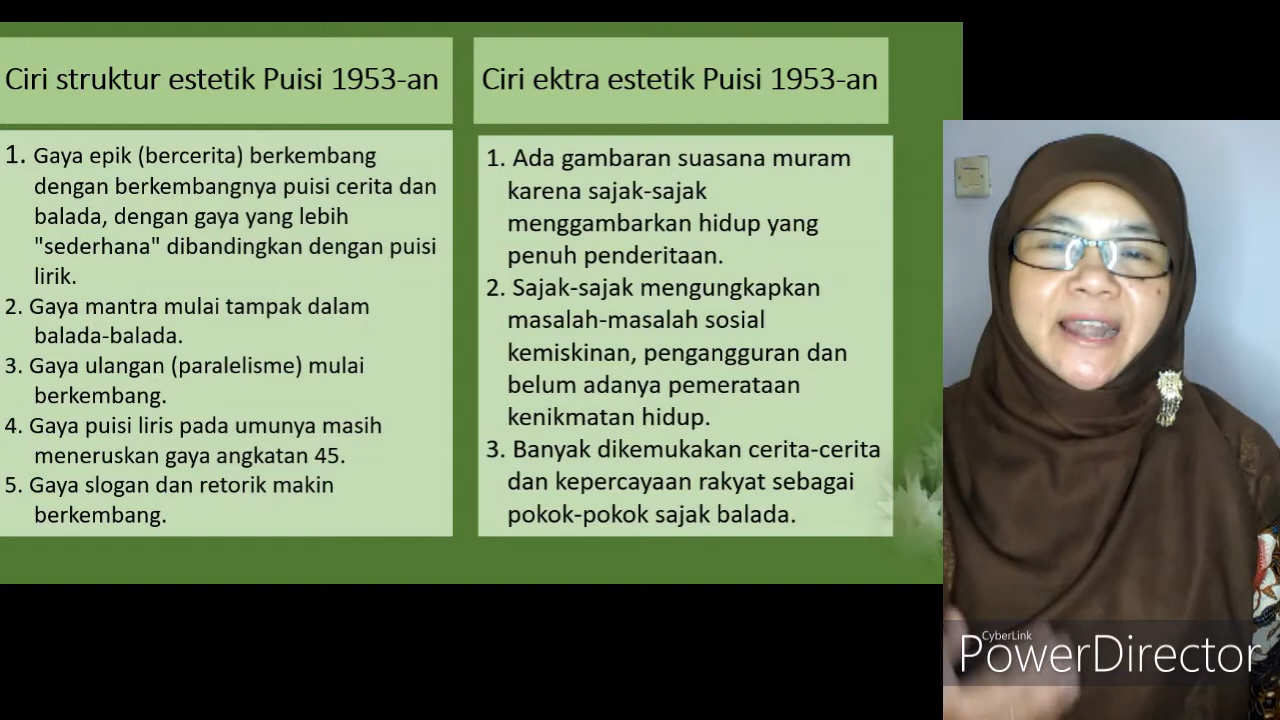 Ciri struktur estetik Puisi 1953-an
1. Gaya epik (bercerita) berkembang
dengan berkembangnya puisi cerita dan
balada, dengan gaya yang lebih
"sederhana" dibandingkan dengan puisi
lirik.
2. Gaya mantra mulai tampak dalam
balada-balada.
3. Gaya ulangan (paralelisme) mulai
berkembang.
4. Gaya puisi liris pada umunya masih
meneruskan gaya angkatan 45.
5. Gaya slogan dan retorik makin
berkembang.
Ciri ektra estetik Puisi 1953-an
1. Ada gambaran suasana muram
karena sajak-sajak
menggambarkan hidup yang
penuh penderitaan.
2. Sajak-sajak mengungkapkan
masalah-masalah sosial
kemiskinan, pengangguran dan
belum adanya pemerataan
kenikmatan hidup.
3. Banyak dikemukakan cerita-cerita
dan kepercayaan rakyat sebagai
pokok-pokok sajak balada.
CyberLink
PowerDirector